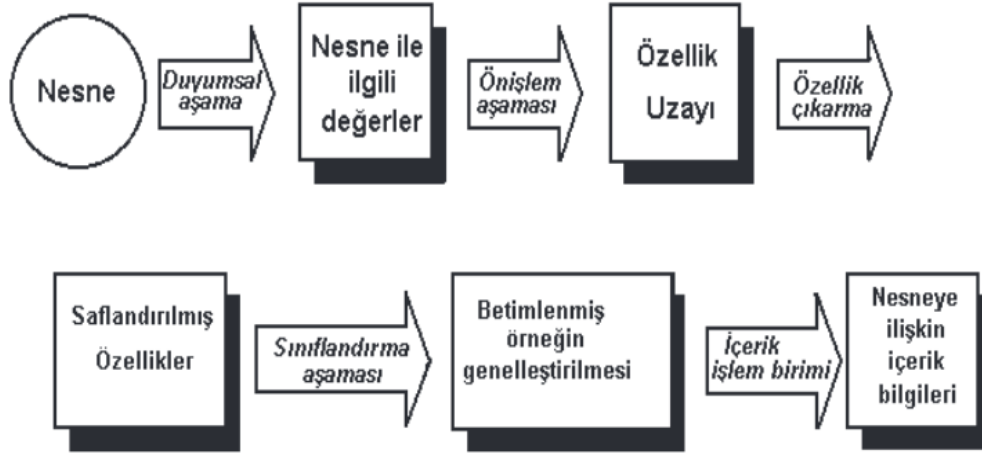 Nesne
Duyumsal
aşama
Nesne ile
ilgili
değerler
Önişlem
aşaması
Özellik
Uzayı
Özellik
çıkarma
Saflandırılmış
Özellikler
Sınıflandırma
aşaması
Betimlenmiş
örneğin
genelleştirilmesi
İçerik
işlem birimi
Nesneye
ilişkin
içerik
bilgileri